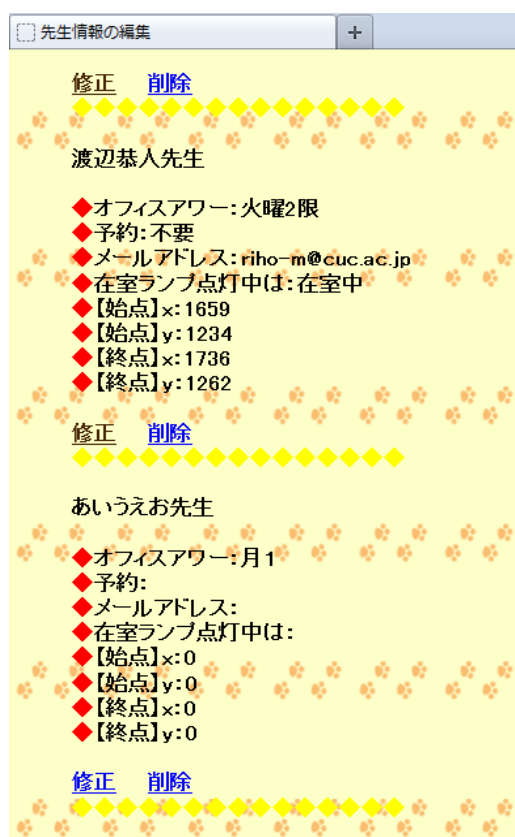 先生情報の編集
+
修正 削除
◆◆◆◆◆◆◆◆◆◆◆◆◆◆◆
渡辺恭人先生
◆オフィスアワー:火曜2限
◆予約:不要
◆メールアドレス:riho-m@cuc.ac.jp
◆在室ランプ点灯中は:在室中
◆【始点】x:1659
◆【始点】y:1234
◆【終点】x:1736
◆【終点】y:1262
修正 削除
◆◆◆◆◆◆◆◆◆◆◆◆◆◆◆
あいうえお先生
◆オフィスアワー:月1
◆予約:
◆メールアドレス:
◆在室ランプ点灯中は:
◆【始点】x:0
◆【始点】y:0
◆【終点】x:0
◆【終点】y:0
修正 削除
◆◆◆◆◆◆◆◆◆◆◆◆◆◆◆